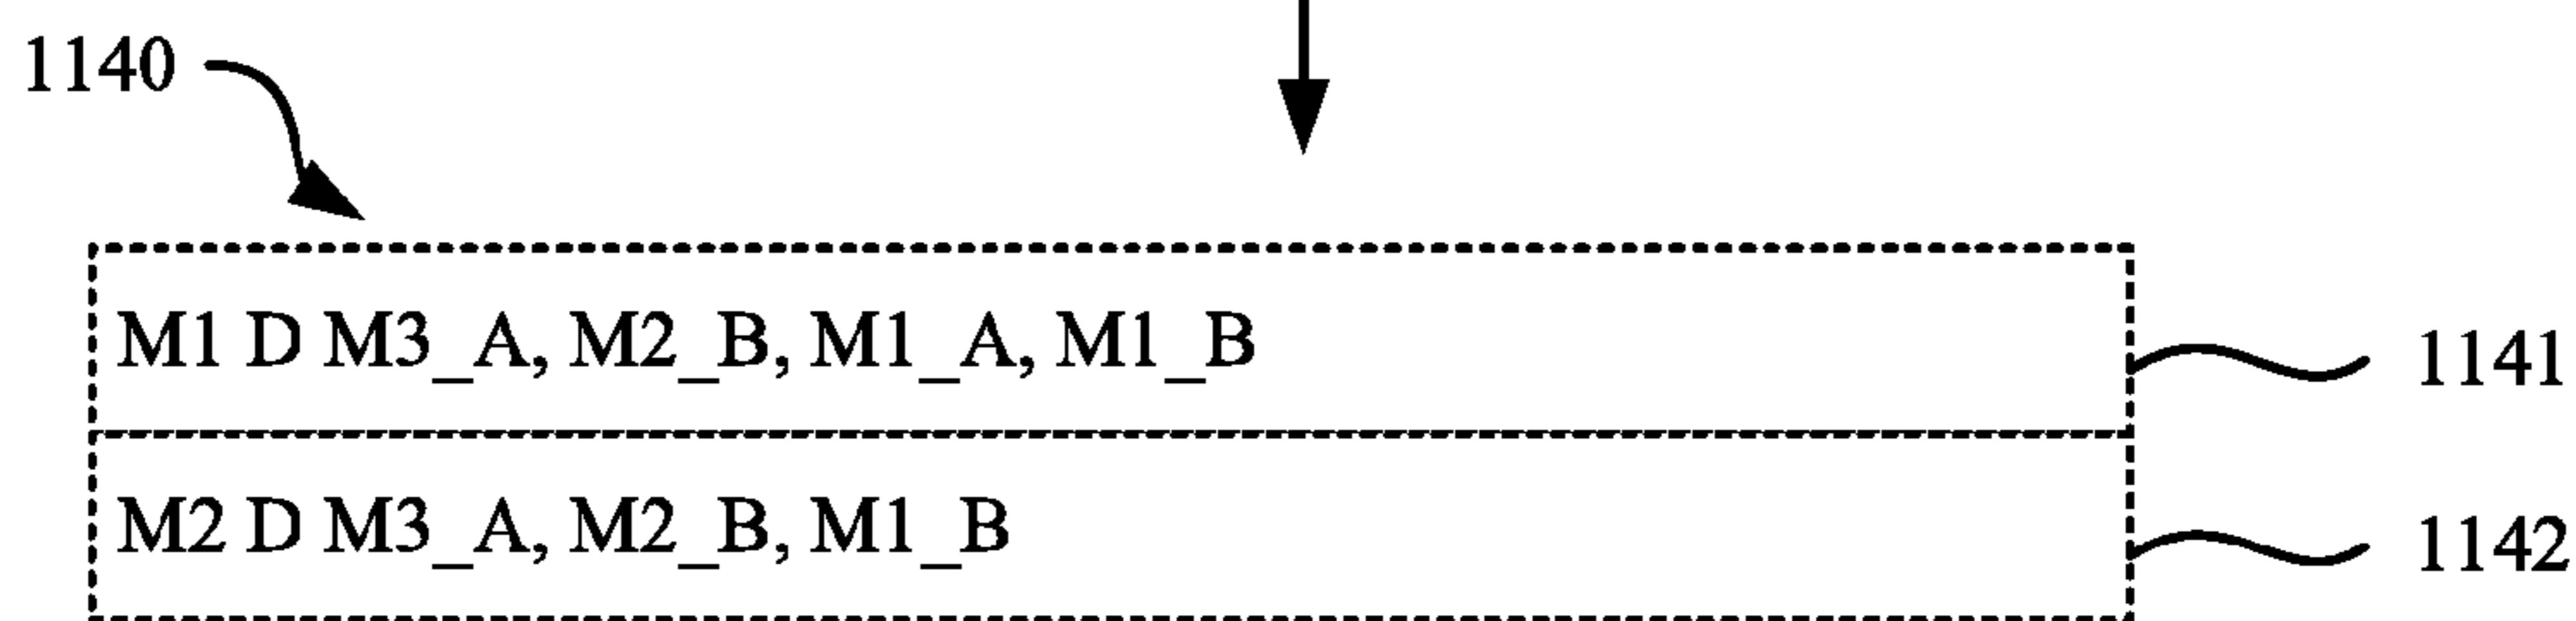 1140
M1 D M3_A, M2_B, M1_A, M1_B
1141
M2 D M3_A, M2_B, M1_B
1142